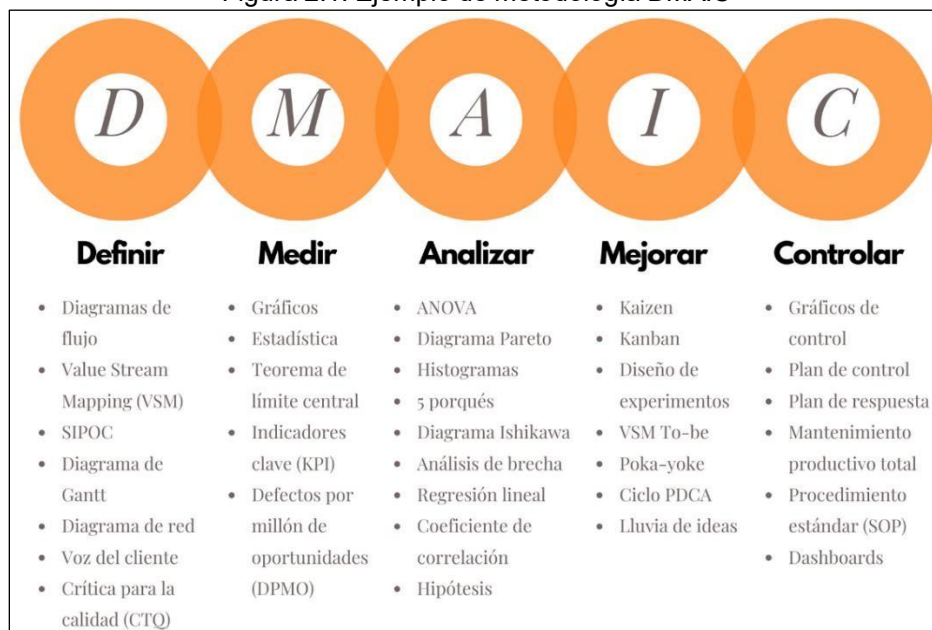 Figura 2.1. Ejemplo de metodología DMAIC
D M A I C
Definir
Diagramas de
flujo
Value Stream
Mapping (VSM)
SIPOC
Diagrama de
Gantt
Diagrama de red
Voz del cliente
Crítica para la
calidad (CTQ)
Medir
Gráficos
Estadística
Teorema de
límite central
Indicadores
clave (KPI)
Defectos por
millón de
oportunidades
(DPMO)
Analizar
ANOVA
Diagrama Pareto
Histogramas
5 porqués
Diagrama Ishikawa
Análisis de brecha
Regresión lineal
Coeficiente de
correlación
Hipótesis
Mejorar
Kaizen
Kanban
Diseño de
experimentos
VSM To-be
Poka-yoke
Ciclo PDCA
Lluvia de ideas
Controlar
Gráficos de
control
Plan de control
Plan de respuesta
Mantenimiento
productivo total
Procedimiento
estándar (SOP)
Dashboards